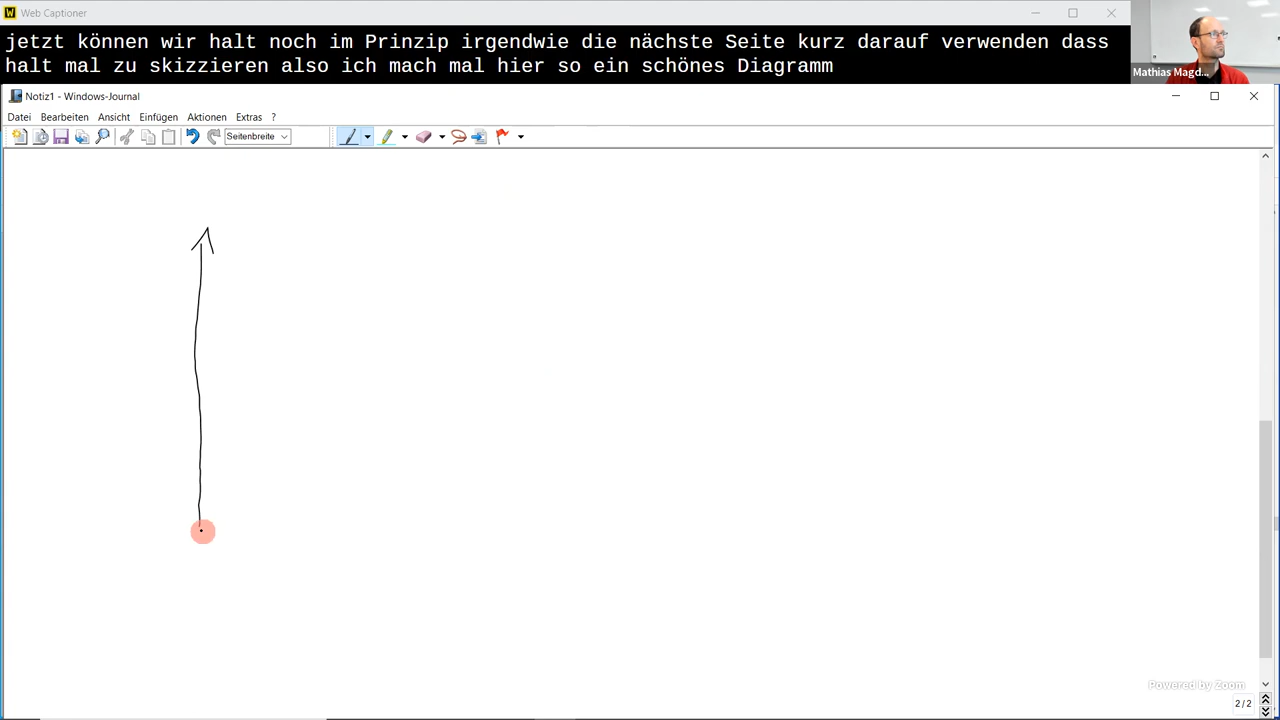 Web Captioner
jetzt können wir halt noch im Prinzip irgendwie die nächste Seite kurz darauf verwenden dass
halt mal zu skizzieren also ich mach mal hier so ein schönes Diagramm
Mathias Magd...
Notiz1 - Windows-Journal
Datei Bearbeiten Ansicht Einfügen Aktionen Extras ?
Seitenbreite
Powered by Zoom
2/2